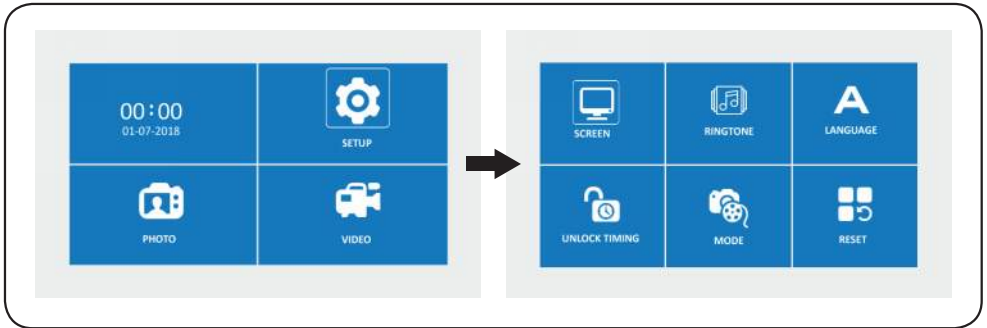 00:00
01-07-2018
SETUP
PHOTO
VIDEO
SCREEN
RINGTONE
A
LANGUAGE
UNLOCK TIMING
MODE
RESET